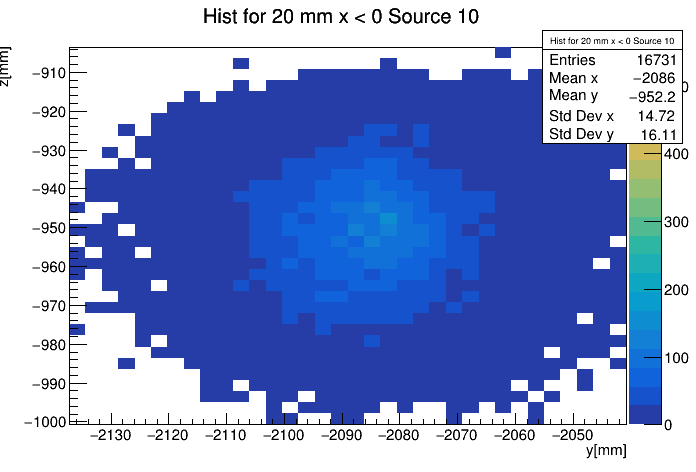 Hist for 20 mm x < 0 Source 10
z[mm]
Hist for 20 mm x < 0 Source 10
Entries 16731
Mean x −2086
Mean y −952.2
Std Dev x 14.72
Std Dev y 16.11
−910
−920
−930
−940
−950
−960
−970
−980
−990
−1000
−2130 −2120 −2110 −2100 −2090 −2080 −2070 −2060 −2050
y[mm]
400
300
200
100
0